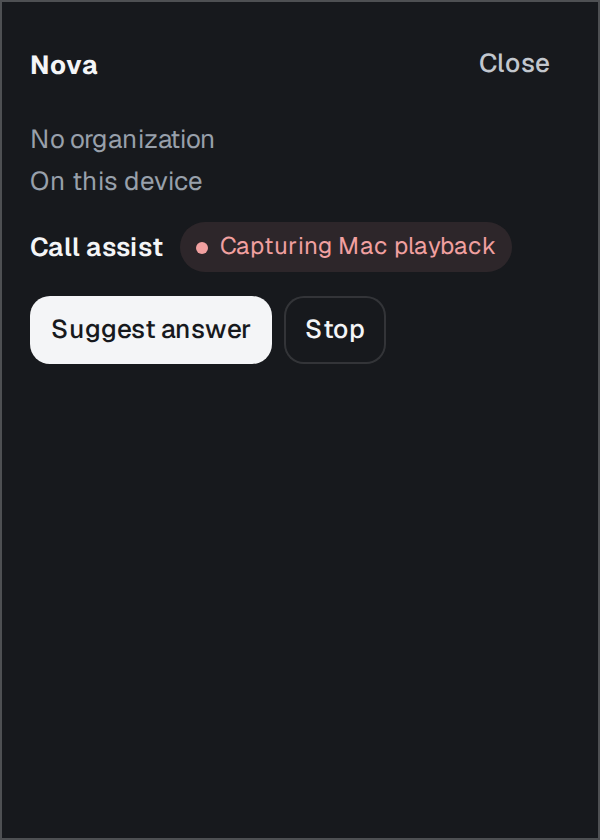 Nova
Close
No organization
On this device
Call assist
Capturing Mac playback
Suggest answer
Stop